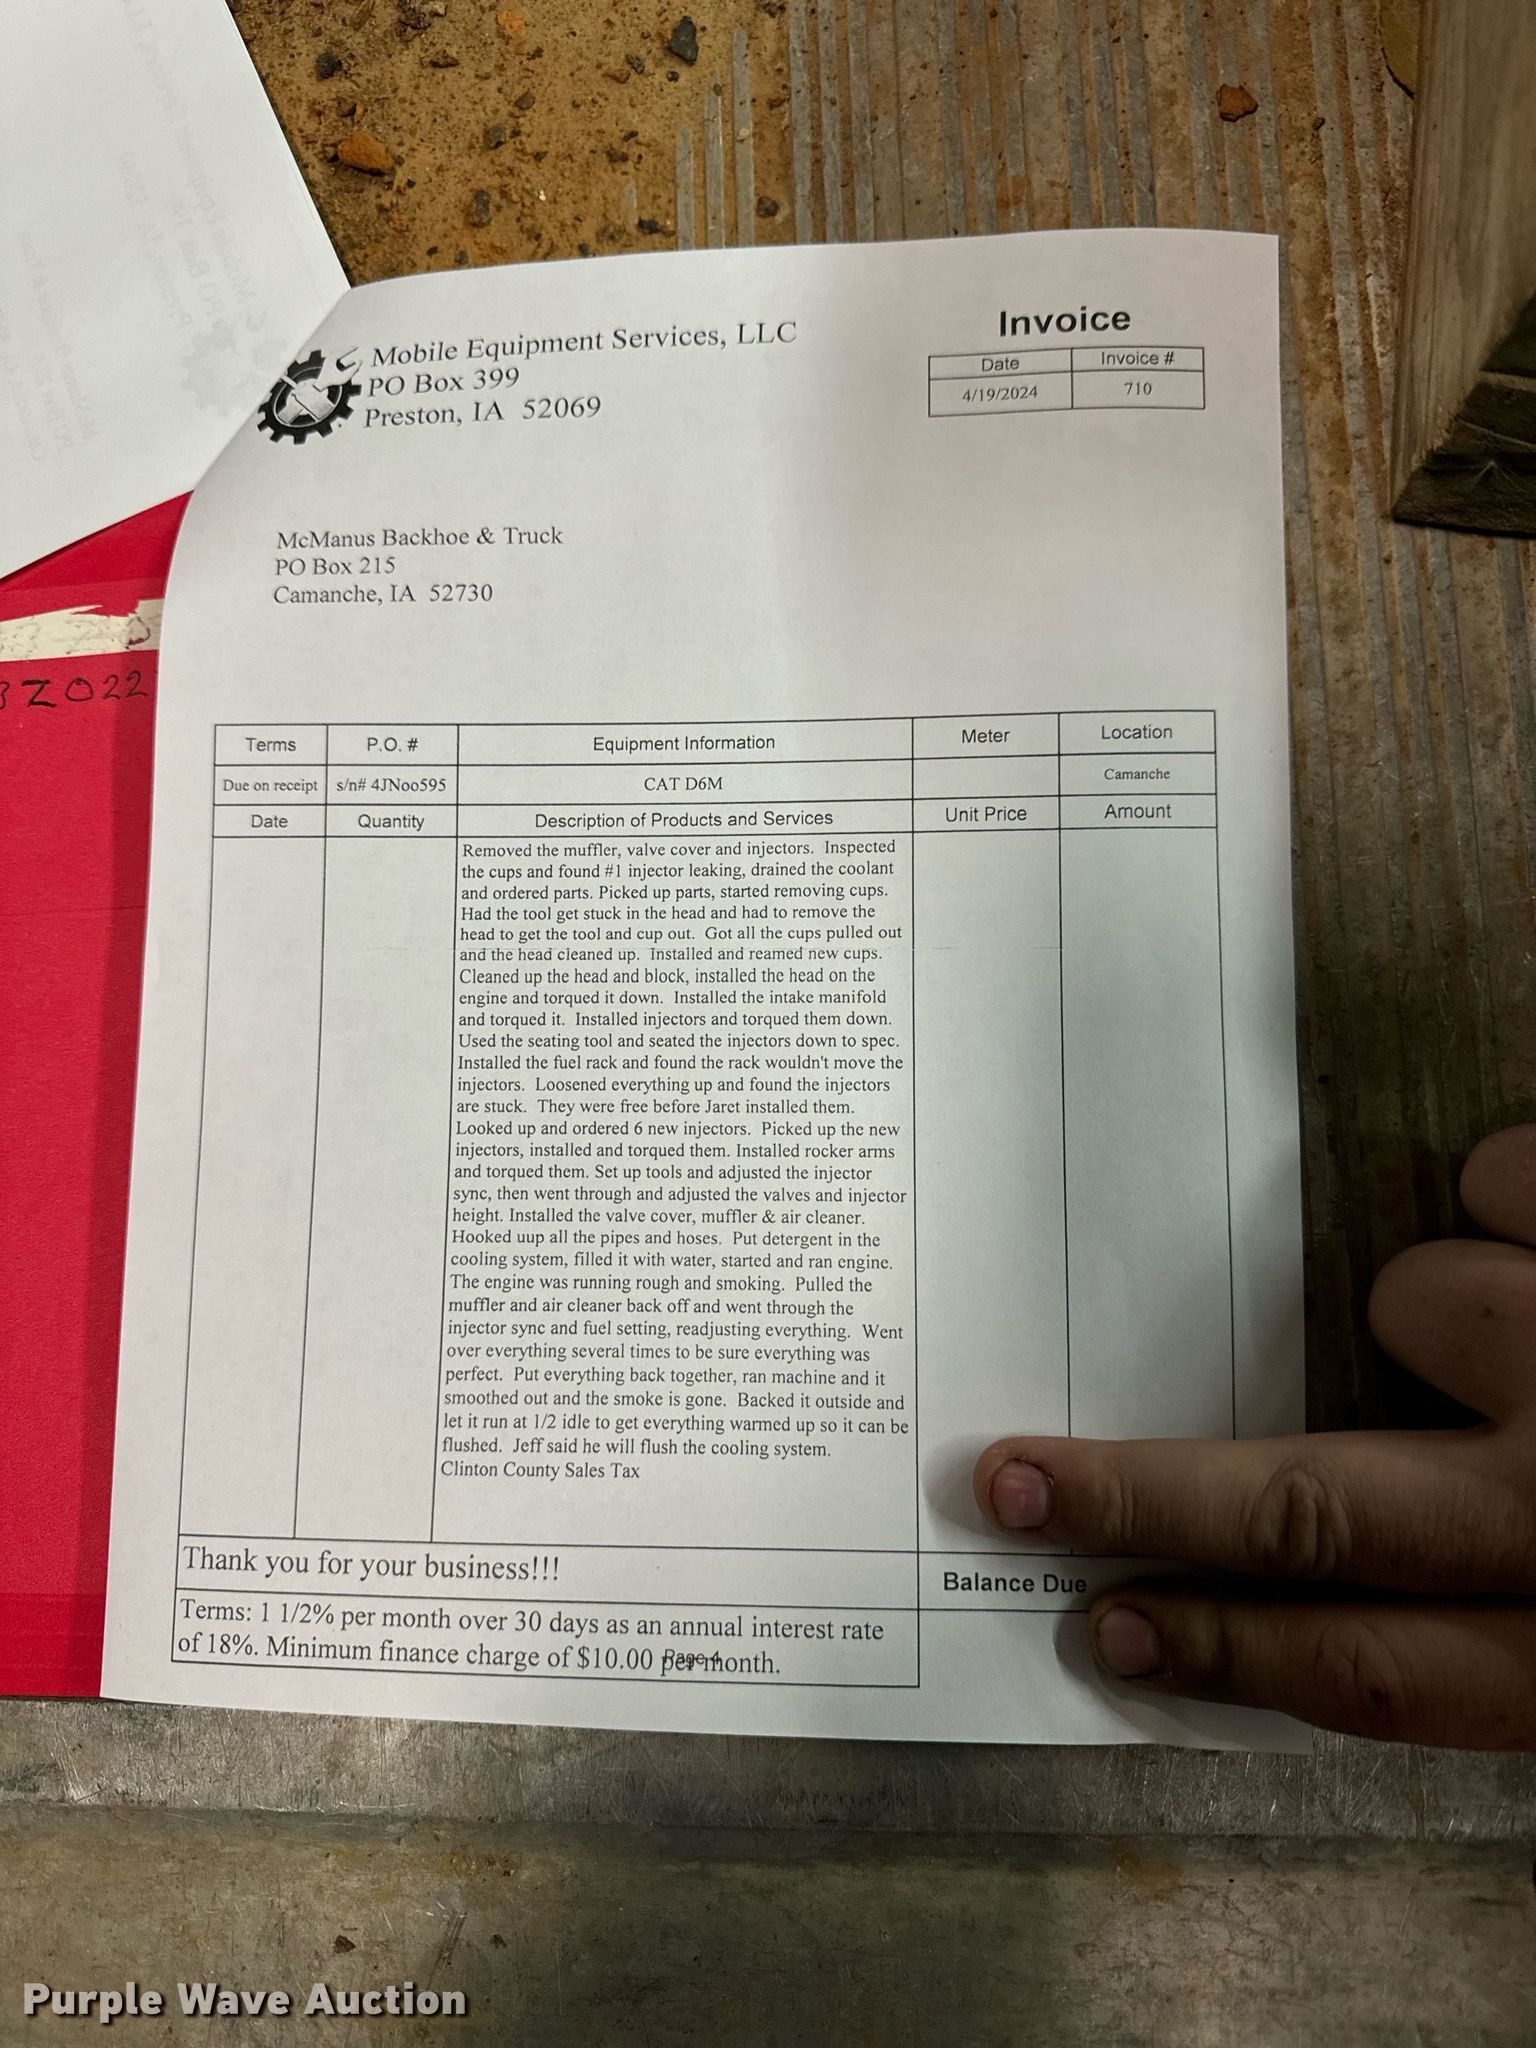 Mobile Equipment Services, LLC
PO Box 399
Preston, IA 52069
Invoice
Date Invoice #
4/19/2024 710
McManus Backhoe & Truck
PO Box 215
Camanche, IA 52730
Z022
Terms P.O. # Equipment Information Meter Location
Due on receipt s/n# 4JNoo595 CAT D6M Camanche
Date Quantity Description of Products and Services Unit Price Amount
Removed the muffler, valve cover and injectors. Inspected
the cups and found #1 injector leaking, drained the coolant
and ordered parts. Picked up parts, started removing cups.
Had the tool get stuck in the head and had to remove the
head to get the tool and cup out. Got all the cups pulled out
and the head cleaned up. Installed and reamed new cups.
Cleaned up the head and block, installed the head on the
engine and torqued it down. Installed the intake manifold
and torqued it. Installed injectors and torqued them down.
Used the seating tool and seated the injectors down to spec.
Installed the fuel rack and found the rack wouldn't move the
injectors. Loosened everything up and found the injectors
are stuck. They were free before Jaret installed them.
Looked up and ordered 6 new injectors. Picked up the new
injectors, installed and torqued them. Installed rocker arms
and torqued them. Set up tools and adjusted the injector
sync, then went through and adjusted the valves and injector
height. Installed the valve cover, muffler & air cleaner.
Hooked uup all the pipes and hoses. Put detergent in the
cooling system, filled it with water, started and ran engine.
The engine was running rough and smoking. Pulled the
muffler and air cleaner back off and went through the
injector sync and fuel setting, readjusting everything. Went
over everything several times to be sure everything was
perfect. Put everything back together, ran machine and it
smoothed out and the smoke is gone. Backed it outside and
let it run at 1/2 idle to get everything warmed up so it can be
flushed. Jeff said he will flush the cooling system.
Clinton County Sales Tax
Thank you for your business!!!
Balance Due
Terms: 1 1/2% per month over 30 days as an annual interest rate
of 18%. Minimum finance charge of $10.00 per month.
Page 4
Purple Wave Auction